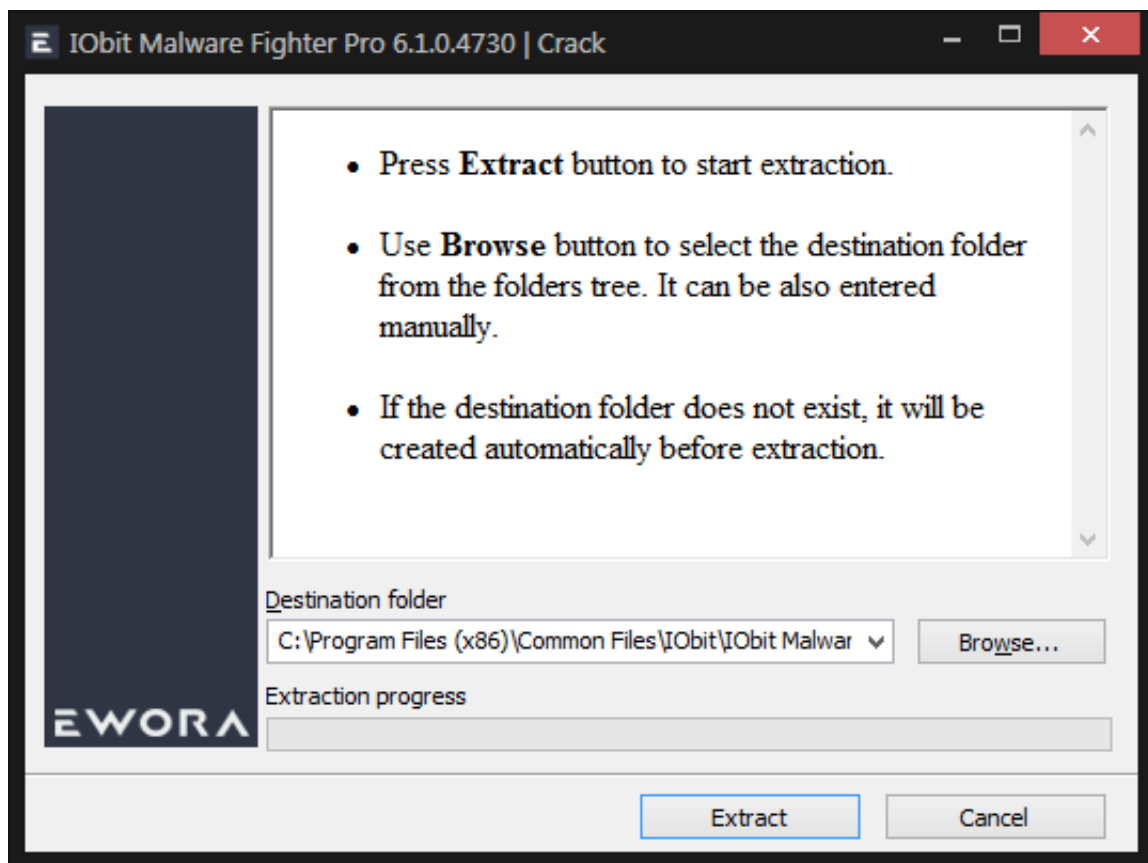 IObit Malware Fighter Pro 6.1.0.4730 | Crack
• Press Extract button to start extraction.
• Use Browse button to select the destination folder
from the folders tree. It can be also entered
manually.
• If the destination folder does not exist, it will be
created automatically before extraction.
Destination folder
C:\Program Files (x86)\Common Files\IObit\IObit Malwar
Browse...
Extraction progress
EWORA
Extract
Cancel